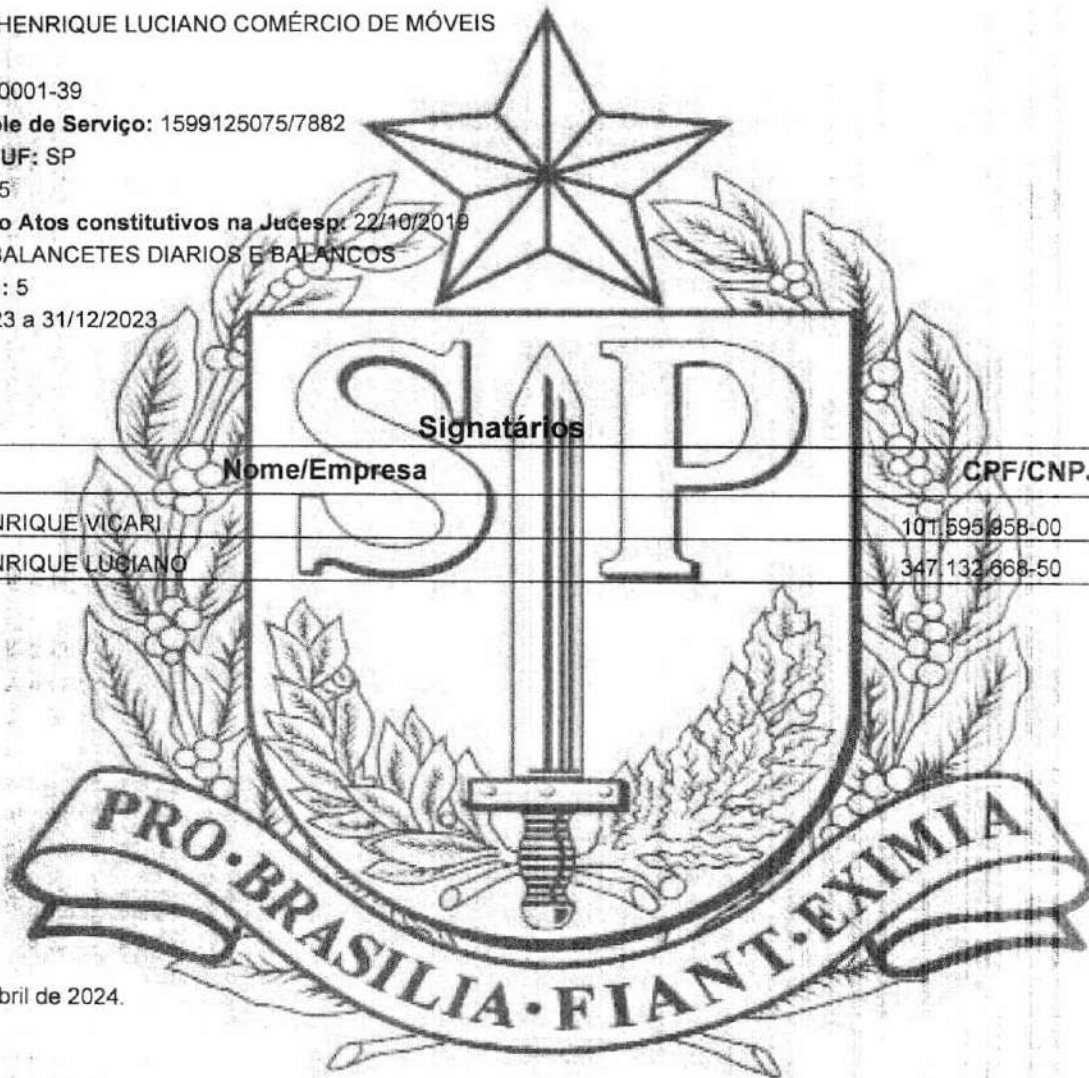 HENRIQUE LUCIANO COMÉRCIO DE MÓVEIS
0001-39
ole de Serviço: 1599125075/7882
UF: SP
5
o Atos constitutivos na Jucesp: 22/10/2019
BALANCETES DIARIOS E BALANCOS
: 5
23 a 31/12/2023
Signatários
Nome/Empresa CPF/CNP
NRIQUE VICARI 101.595.958-00
NRIQUE LUCIANO 347.132.668-50
SP
PRO·BRASILIA·FIANT·EXIMIA
bril de 2024.